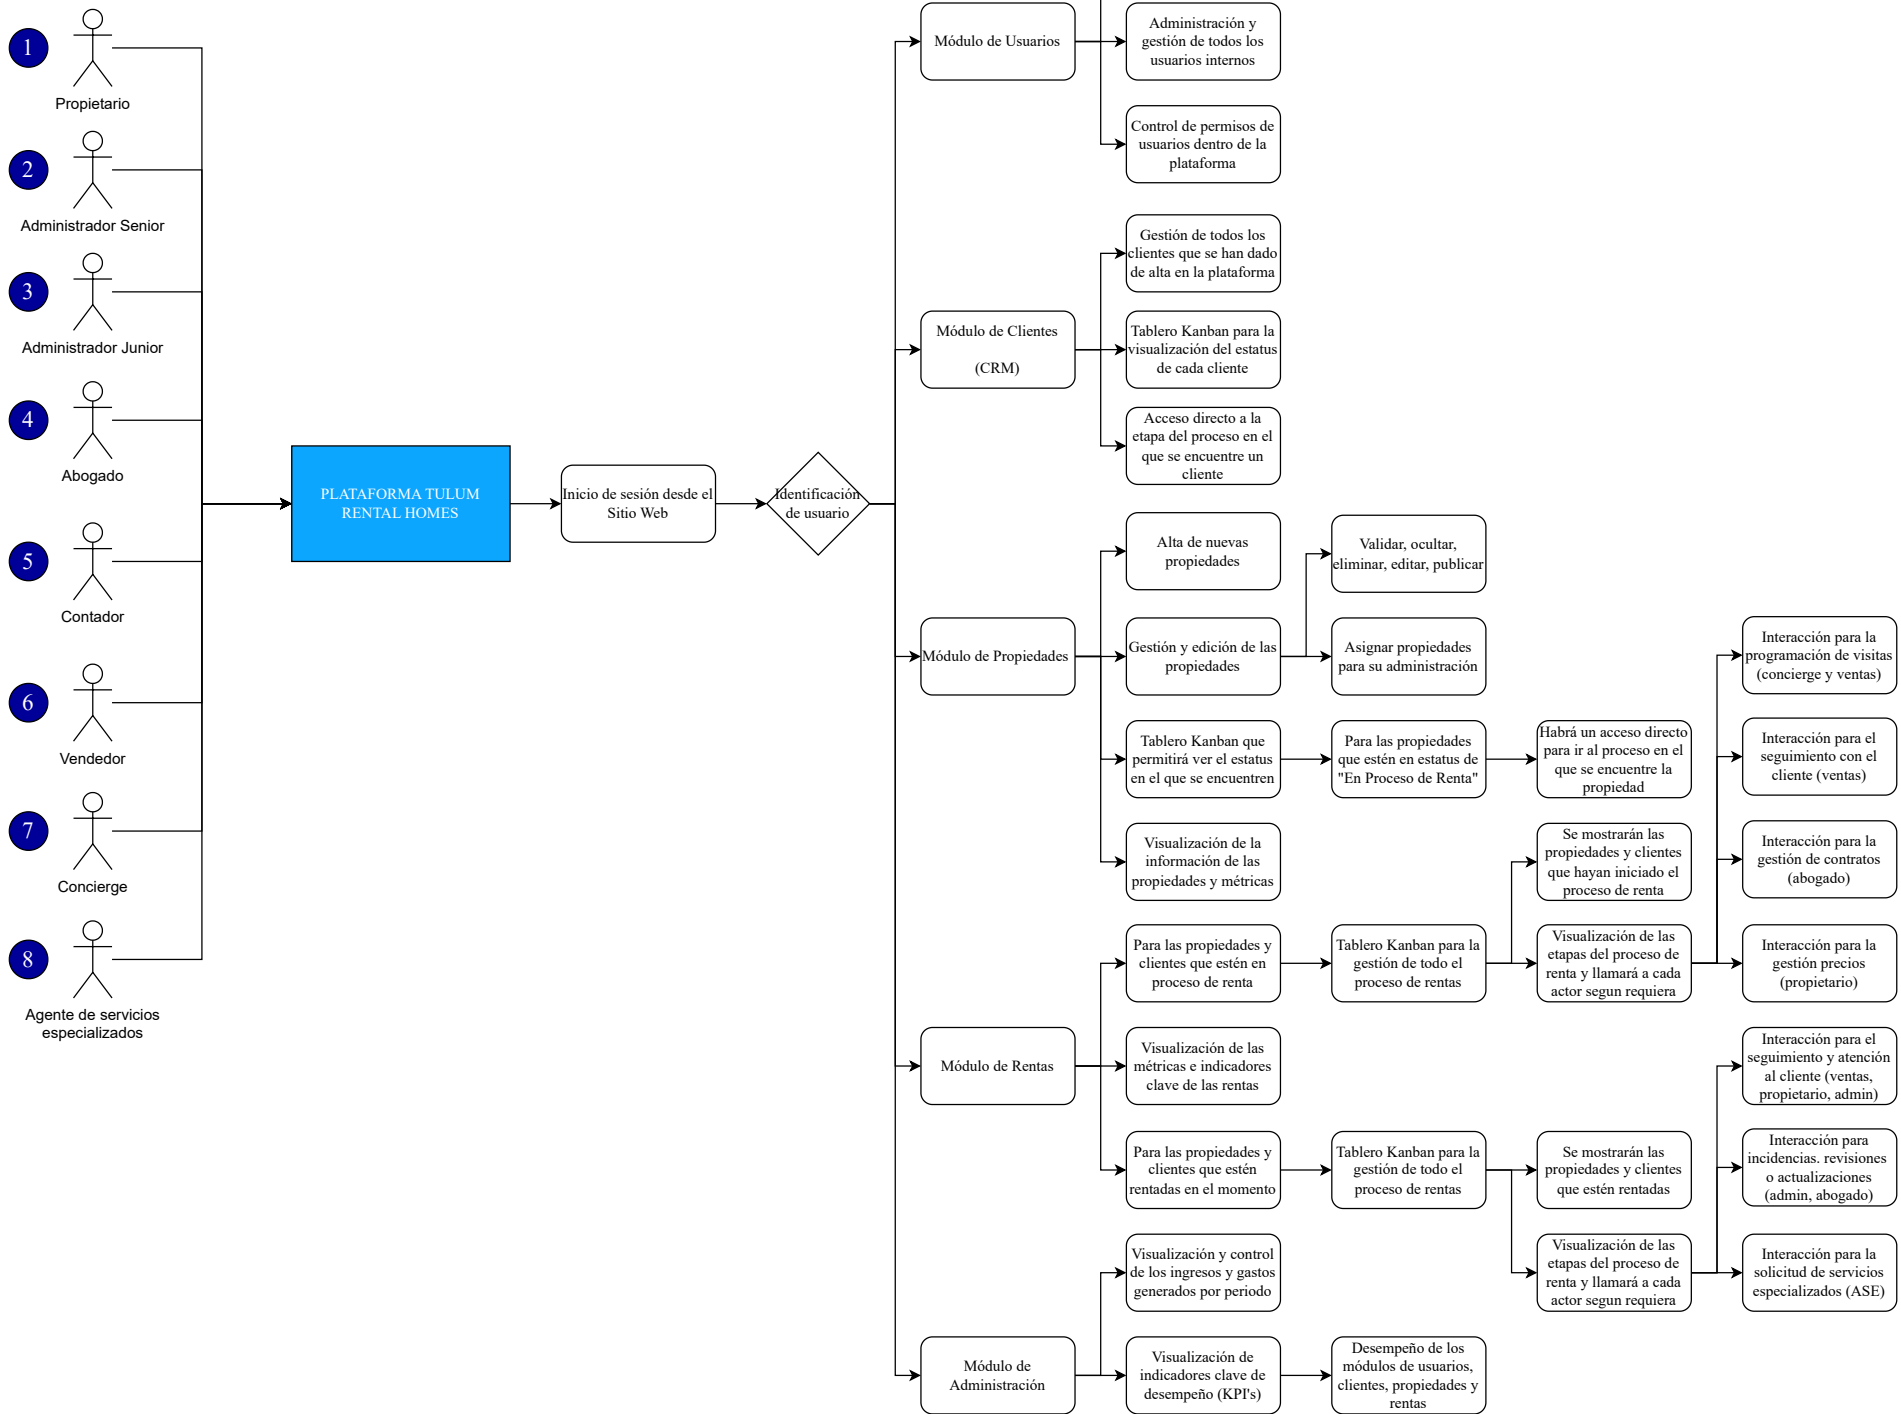 1
Propietario
2
Administrador Senior
3
Administrador Junior
4
Abogado
5
Contador
6
Vendedor
7
Concierge
8
Agente de servicios
especializados
PLATAFORMA TULUM
RENTAL HOMES
Inicio de sesión desde el
Sitio Web
Identificación
de usuario
Módulo de Usuarios
Administración y
gestión de todos los
usuarios internos
Control de permisos de
usuarios dentro de la
plataforma
Módulo de Clientes
(CRM)
Gestión de todos los
clientes que se han dado
de alta en la plataforma
Tablero Kanban para la
visualización del estatus
de cada cliente
Acceso directo a la
etapa del proceso en el
que se encuentre un
cliente
Módulo de Propiedades
Alta de nuevas
propiedades
Gestión y edición de las
propiedades
Validar, ocultar,
eliminar, editar, publicar
Asignar propiedades
para su administración
Tablero Kanban que
permitirá ver el estatus
en el que se encuentren
Para las propiedades
que estén en estatus de
"En Proceso de Renta"
Habrá un acceso directo
para ir al proceso en el
que se encuentre la
propiedad
Visualización de la
información de las
propiedades y métricas
Módulo de Rentas
Para las propiedades y
clientes que estén en
proceso de renta
Tablero Kanban para la
gestión de todo el
proceso de rentas
Se mostrarán las
propiedades y clientes
que hayan iniciado el
proceso de renta
Visualización de las
etapas del proceso de
renta y llamará a cada
actor segun requiera
Interacción para la
programación de visitas
(concierge y ventas)
Interacción para el
seguimiento con el
cliente (ventas)
Interacción para la
gestión de contratos
(abogado)
Interacción para la
gestión precios
(propietario)
Visualización de las
métricas e indicadores
clave de las rentas
Para las propiedades y
clientes que estén
rentadas en el momento
Tablero Kanban para la
gestión de todo el
proceso de rentas
Se mostrarán las
propiedades y clientes
que estén rentadas
Visualización de las
etapas del proceso de
renta y llamará a cada
actor segun requiera
Interacción para el
seguimiento y atención
al cliente (ventas,
propietario, admin)
Interacción para
incidencias. revisiones
o actualizaciones
(admin, abogado)
Interacción para la
solicitud de servicios
especializados (ASE)
Módulo de
Administración
Visualización y control
de los ingresos y gastos
generados por periodo
Visualización de
indicadores clave de
desempeño (KPI's)
Desempeño de los
módulos de usuarios,
clientes, propiedades y
rentas